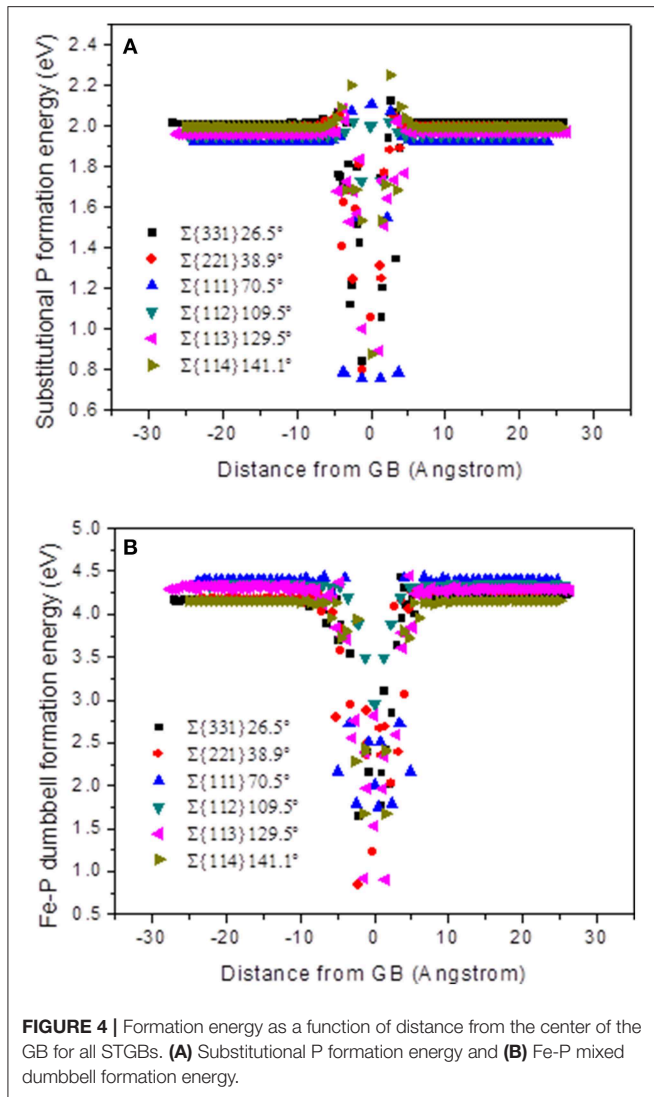 A
Substitutional P formation energy (eV)
2.4
2.2
2.0
1.8
1.6
1.4
1.2
1.0
0.8
0.6
Σ{331}26.5°
Σ{221}38.9°
Σ{111}70.5°
Σ{112}109.5°
Σ{113}129.5°
Σ{114}141.1°
-30 -20 -10 0 10 20 30
Distance from GB (Angstrom)
B
Fe-P dumbbell formation energy (eV)
5.0
4.5
4.0
3.5
3.0
2.5
2.0
1.5
1.0
0.5
Σ{331}26.5°
Σ{221}38.9°
Σ{111}70.5°
Σ{112}109.5°
Σ{113}129.5°
Σ{114}141.1°
-30 -20 -10 0 10 20 30
Distance from GB (Angstrom)
FIGURE 4 | Formation energy as a function of distance from the center of the
GB for all STGBs. (A) Substitutional P formation energy and (B) Fe-P mixed
dumbbell formation energy.